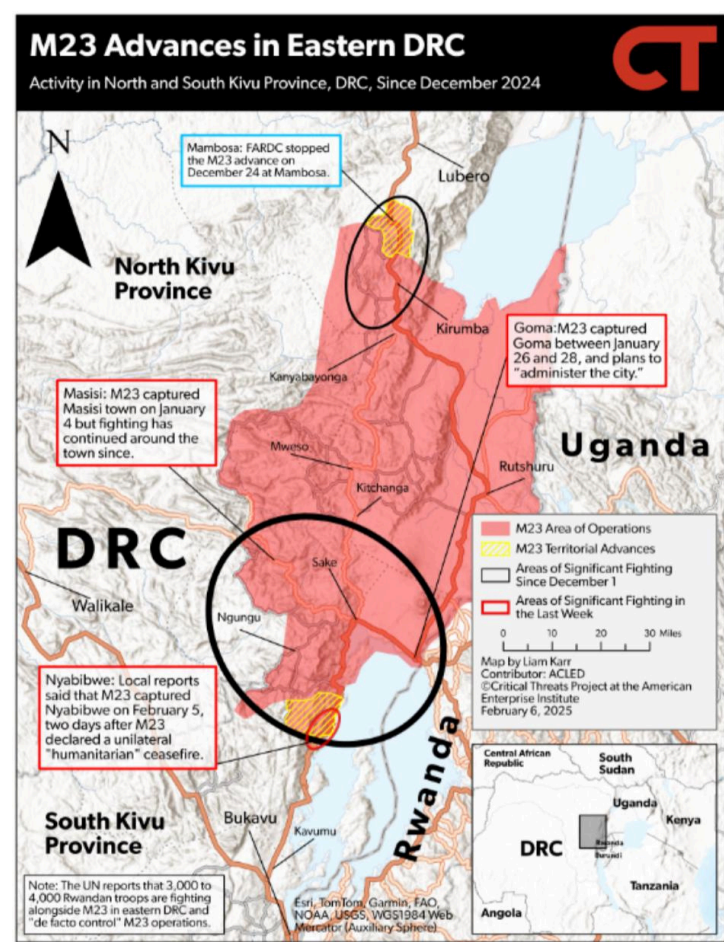 M23 Advances in Eastern DRC
CT
Activity in North and South Kivu Province, DRC, Since December 2024
N
Mambosa: FARDC stopped
the M23 advance on
December 24 at Mambosa.
Lubero
North Kivu
Province
Kirumba
Goma:M23 captured
Goma between January
26 and 28, and plans to
"administer the city."
Kanyabayonga
Masisi: M23 captured
Masisi town on January
4 but fighting has
continued around the
town since.
Mweso
Uganda
Rutshuru
Kitchanga
DRC
M23 Area of Operations
M23 Territorial Advances
Areas of Significant Fighting
Since December 1
Areas of Significant Fighting in
the Last Week
0 10 20 30 Miles
Map by Liam Karr
Contributor: ACLED
©Critical Threats Project at the American
Enterprise Institute
February 6, 2025
Sake
Walikale
Ngungu
Nyabibwe: Local reports
said that M23 captured
Nyabibwe on February 5,
two days after M23
declared a unilateral
"humanitarian" ceasefire.
Rwanda
South Kivu
Province
Bukavu
Kavumu
Note: The UN reports that 3,000 to
4,000 Rwandan troops are fighting
alongside M23 in eastern DRC and
"de facto control" M23 operations.
Esri, TomTom, Garmin, FAO,
NOAA, USGS, WGS1984 Web
Mercator (Auxiliary Sphere)
Central African
Republic
South
Sudan
Uganda
Kenya
DRC
Rwanda
Burundi
Tanzania
Angola